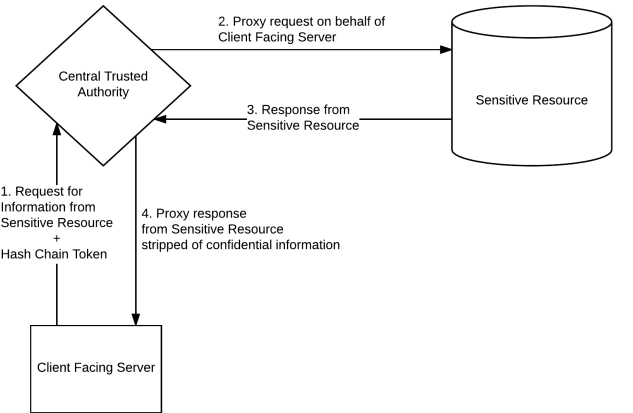 2. Proxy request on behalf of
Client Facing Server
Central Trusted
Authority
Sensitive Resource
3. Response from
Sensitive Resource
1. Request for
Information from
Sensitive Resource
+
Hash Chain Token
4. Proxy response
from Sensitive Resource
stripped of confidential information
Client Facing Server